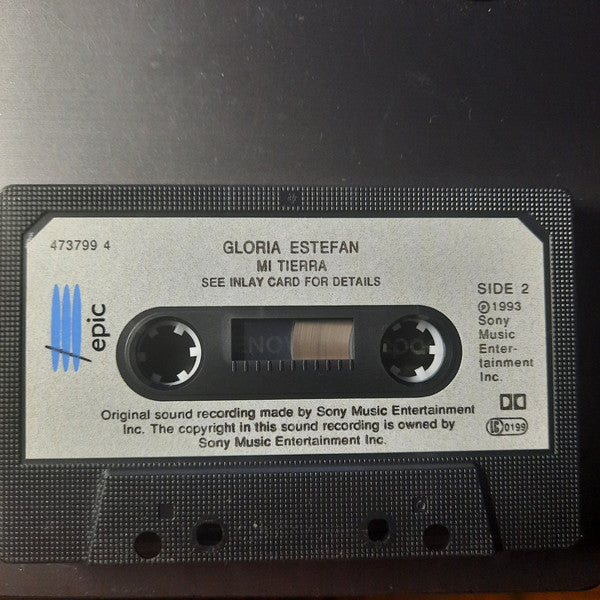 473799 4
GLORIA ESTEFAN
MI TIERRA
SEE INLAY CARD FOR DETAILS
SIDE 2
℗1993
Sony
Music
Enter-
tainment
Inc.
epic
Original sound recording made by Sony Music Entertainment
Inc. The copyright in this sound recording is owned by
Sony Music Entertainment Inc.
LC 0199